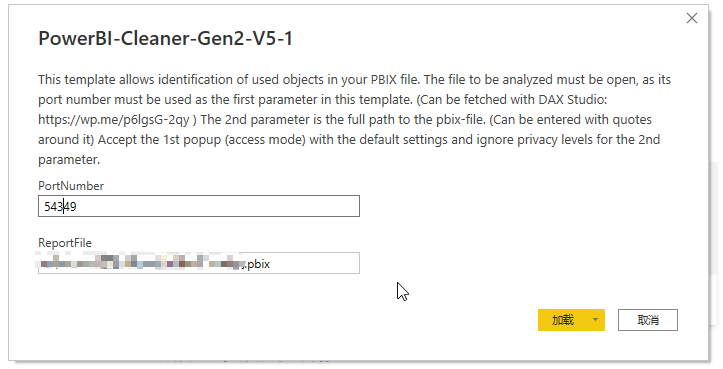 PowerBI-Cleaner-Gen2-V5-1
This template allows identification of used objects in your PBIX file. The file to be analyzed must be open, as its
port number must be used as the first parameter in this template. (Can be fetched with DAX Studio:
https://wp.me/p6lgsG-2qy ) The 2nd parameter is the full path to the pbix-file. (Can be entered with quotes
around it) Accept the 1st popup (access mode) with the default settings and ignore privacy levels for the 2nd
parameter.
PortNumber
54349
ReportFile
.pbix
加载
取消